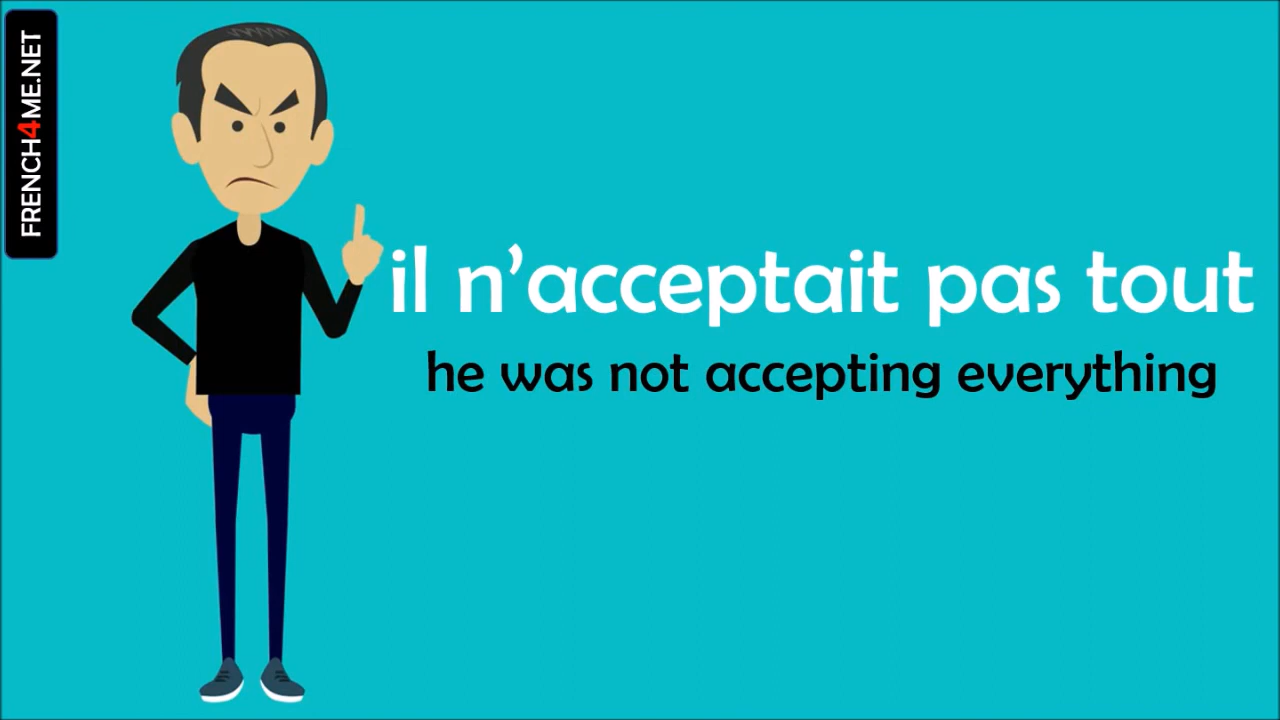 FRENCH4ME.NET
il n’acceptait pas tout
he was not accepting everything